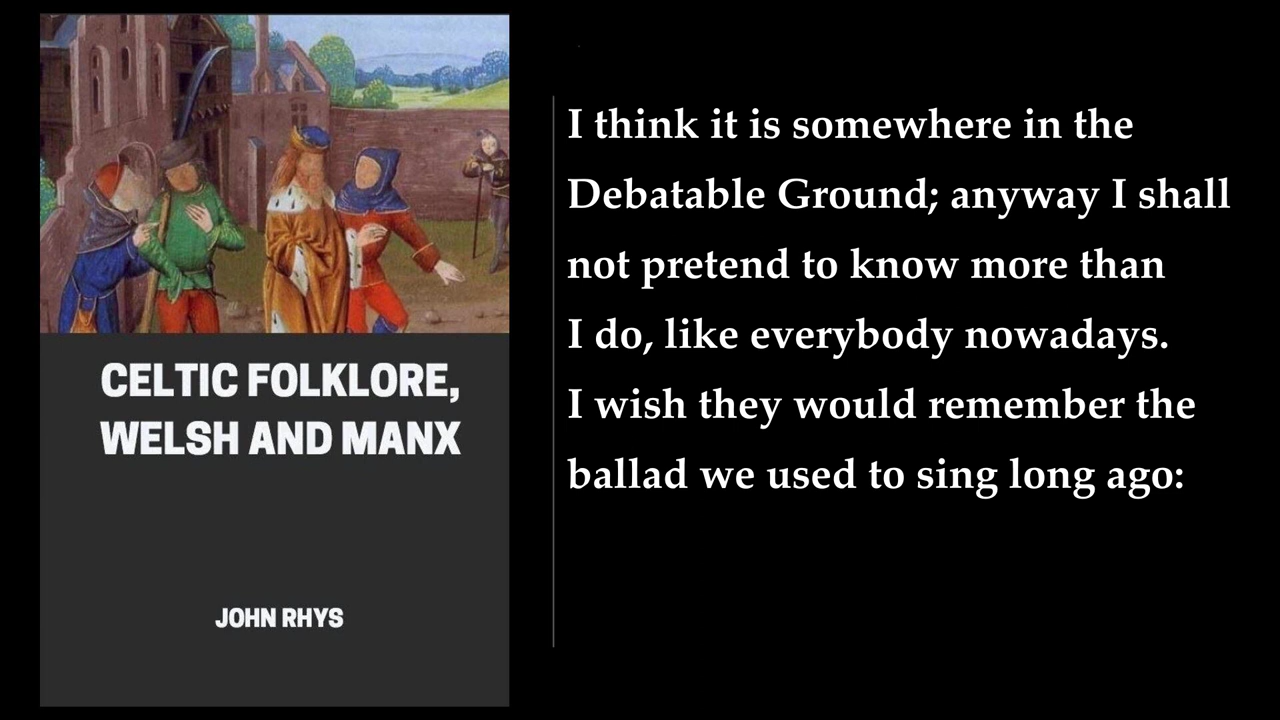 CELTIC FOLKLORE,
WELSH AND MANX
JOHN RHYS
I think it is somewhere in the
Debatable Ground; anyway I shall
not pretend to know more than
I do, like everybody nowadays.
I wish they would remember the
ballad we used to sing long ago: